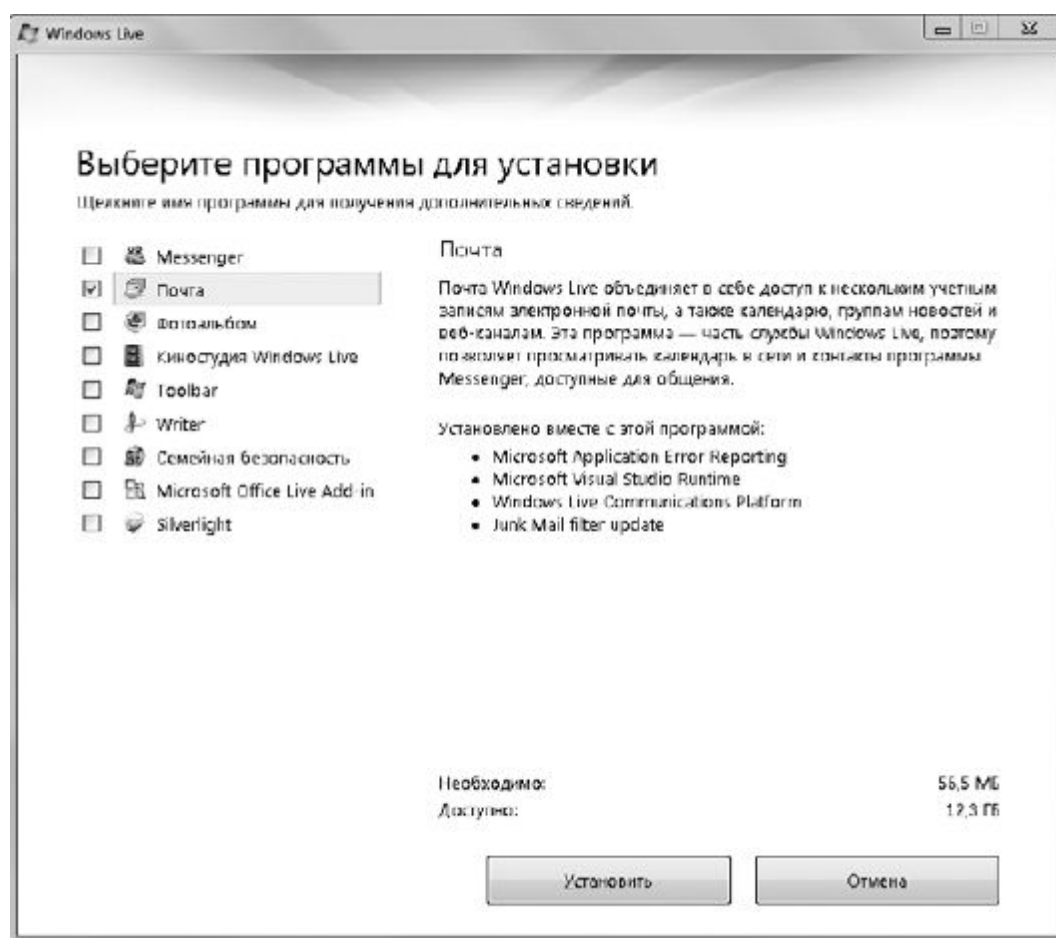 Windows Live
Выберите программы для установки
Щелкните имя программы для получения дополнительных сведений.
Messenger
Почта
Фотоальбом
Киностудия Windows Live
Toolbar
Writer
Семейная безопасность
Microsoft Office Live Add-in
Silverlight
Почта
Почта Windows Live объединяет в себе доступ к нескольким учетным
записям электронной почты, а также календарю, группам новостей и
веб-каналам. Эта программа — часть службы Windows Live, поэтому
позволяет просматривать календарь в сети и контакты программы
Messenger, доступные для общения.
Установлено вместе с этой программой:
• Microsoft Application Error Reporting
• Microsoft Visual Studio Runtime
• Windows Live Communications Platform
• Junk Mail filter update
Необходимо: 56,5 МБ
Доступно: 12,3 ГБ
Установить Отмена